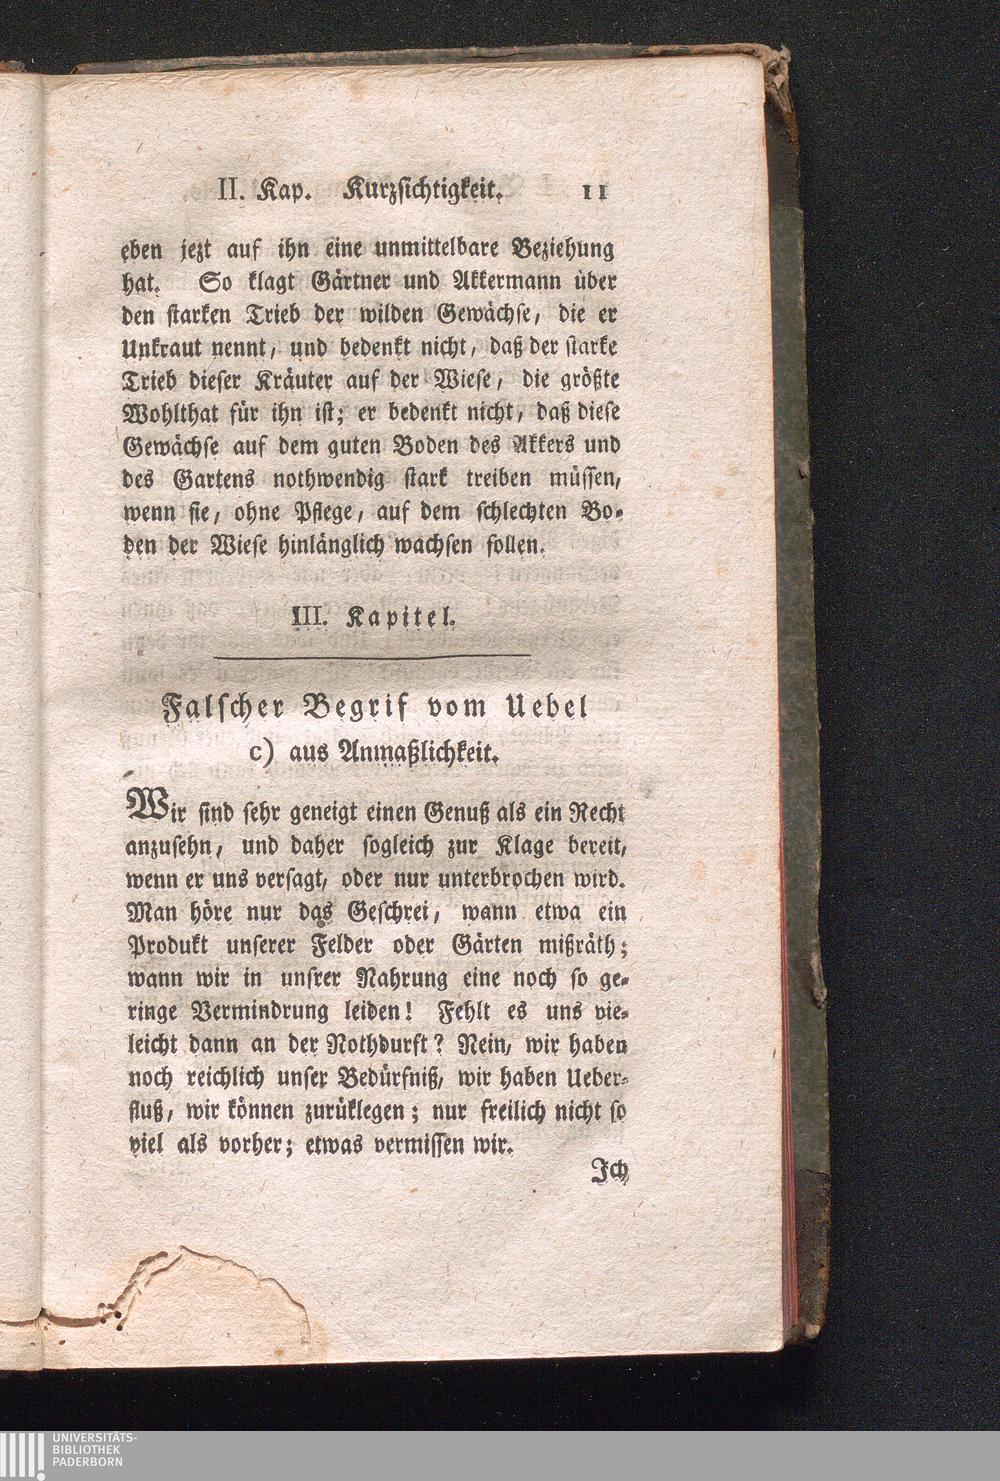 II. Kap. Kurzsichtigkeit. 11
eben jezt auf ihn eine unmittelbare Beziehung
hat. So klagt Gärtner und Akkermann über
den starken Trieb der wilden Gewächse, die er
Unkraut nennt, und bedenkt nicht, daß der starke
Trieb dieser Kräuter auf der Wiese, die größte
Wohlthat für ihn ist; er bedenkt nicht, daß diese
Gewächse auf dem guten Boden des Akkers und
des Gartens nothwendig stark treiben müssen,
wenn sie, ohne Pflege, auf dem schlechten Bo-
den der Wiese hinlänglich wachsen sollen.
III. Kapitel.
Falscher Begrif vom Uebel
c) aus Anmaßlichkeit.
Wir sind sehr geneigt einen Genuß als ein Recht
anzusehn, und daher sogleich zur Klage bereit,
wenn er uns versagt, oder nur unterbrochen wird.
Man höre nur das Geschrei, wann etwa ein
Produkt unserer Felder oder Gärten mißräth;
wann wir in unsrer Nahrung eine noch so ge-
ringe Vermindrung leiden! Fehlt es uns vie-
leicht dann an der Nothdurft? Nein, wir haben
noch reichlich unser Bedürfniß, wir haben Ueber-
fluß, wir können zurüklegen; nur freilich nicht so
viel als vorher; etwas vermissen wir.
Ich
UNIVERSITÄTS-
BIBLIOTHEK
PADERBORN